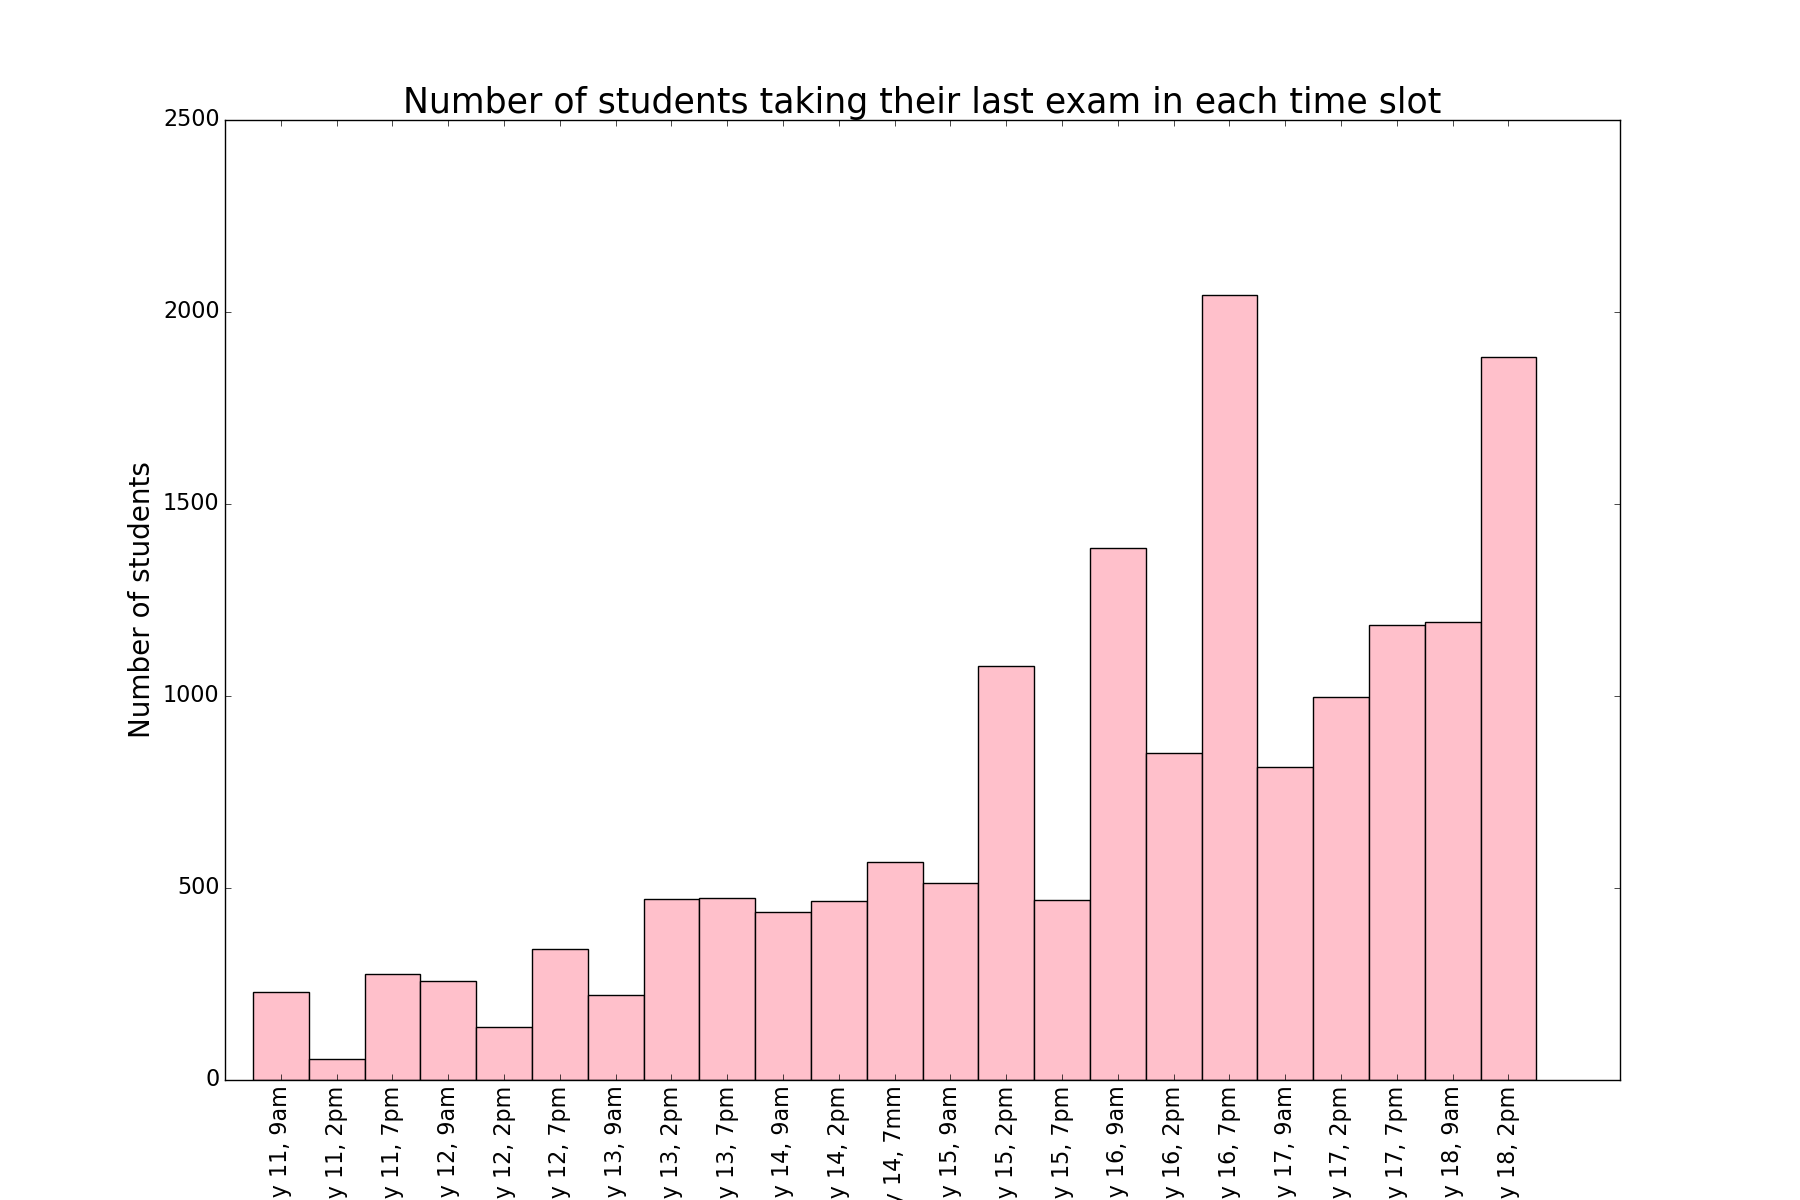 Number of students taking their last exam in each time slot
Number of students
2500
2000
1500
1000
500
0
y 11, 9am
y 11, 2pm
y 11, 7pm
y 12, 9am
y 12, 2pm
y 12, 7pm
y 13, 9am
y 13, 2pm
y 13, 7pm
y 14, 9am
y 14, 2pm
y 14, 7mm
y 15, 9am
y 15, 2pm
y 15, 7pm
y 16, 9am
y 16, 2pm
y 16, 7pm
y 17, 9am
y 17, 2pm
y 17, 7pm
y 18, 9am
y 18, 2pm